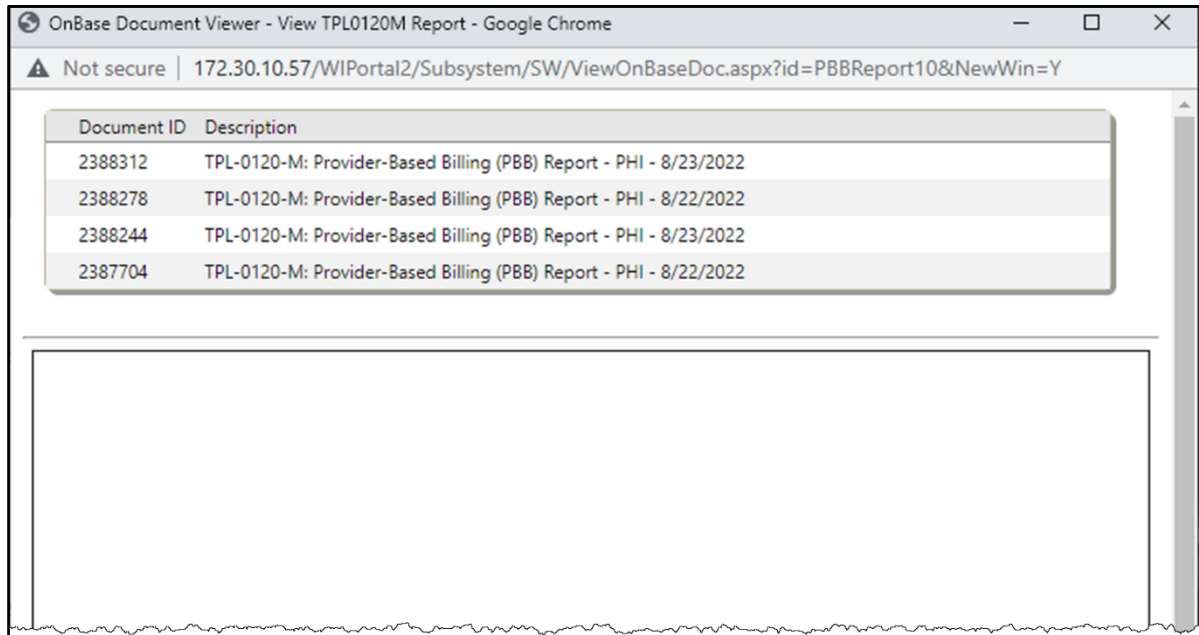 OnBase Document Viewer - View TPL0120M Report - Google Chrome
Not secure | 172.30.10.57/WIPortal2/Subsystem/SW/ViewOnBaseDoc.aspx?id=PBBReport10&NewWin=Y
Document ID Description
2388312 TPL-0120-M: Provider-Based Billing (PBB) Report - PHI - 8/23/2022
2388278 TPL-0120-M: Provider-Based Billing (PBB) Report - PHI - 8/22/2022
2388244 TPL-0120-M: Provider-Based Billing (PBB) Report - PHI - 8/23/2022
2387704 TPL-0120-M: Provider-Based Billing (PBB) Report - PHI - 8/22/2022